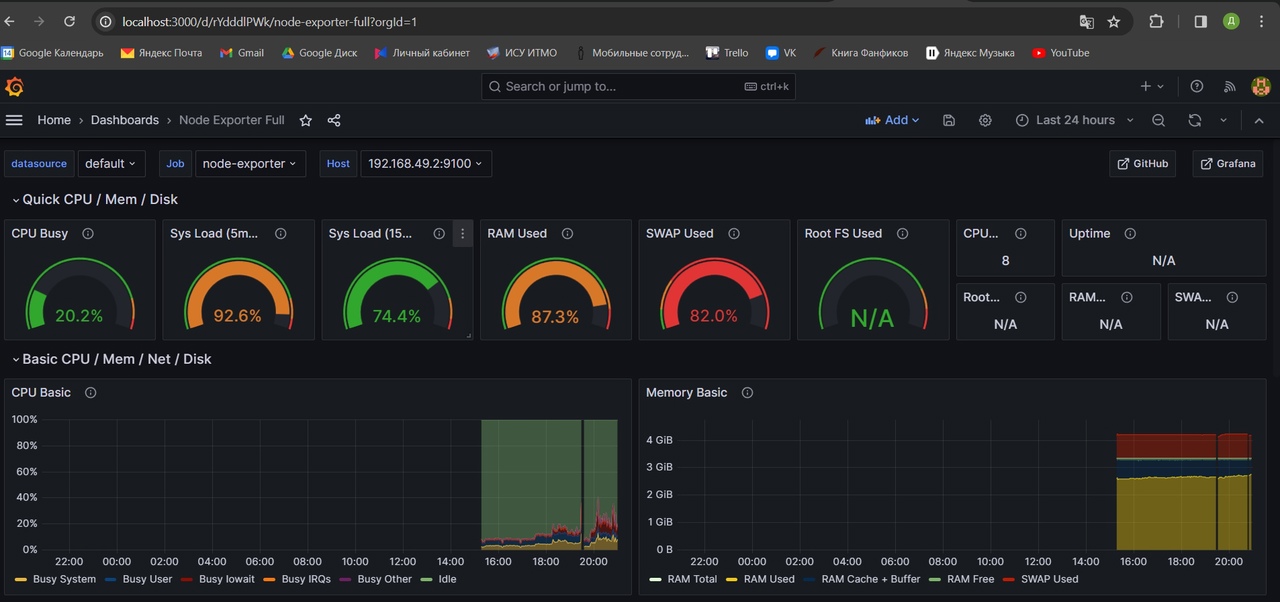 localhost:3000/d/rYdddlPWk/node-exporter-full?orgId=1
14 Google Календарь Яндекс Почта Gmail Google Диск Личный кабинет ИСУ ИТМО Мобильные сотруд... Trello VK Книга Фанфиков Яндекс Музыка YouTube
Search or jump to... ctrl+k
Home › Dashboards › Node Exporter Full Add Last 24 hours
datasource default Job node-exporter Host 192.168.49.2:9100 GitHub Grafana
Quick CPU / Mem / Disk
CPU Busy Sys Load (5m... Sys Load (15... RAM Used SWAP Used Root FS Used CPU... Uptime
8 N/A
Root... RAM... SWA...
20.2% 92.6% 74.4% 87.3% 82.0% N/A N/A N/A N/A
Basic CPU / Mem / Net / Disk
CPU Basic
100%
80%
60%
40%
20%
0%
22:00 00:00 02:00 04:00 06:00 08:00 10:00 12:00 14:00 16:00 18:00 20:00
Busy System Busy User Busy Iowait Busy IRQs Busy Other Idle
Memory Basic
4 GiB
3 GiB
2 GiB
1 GiB
0 B
22:00 00:00 02:00 04:00 06:00 08:00 10:00 12:00 14:00 16:00 18:00 20:00
RAM Total RAM Used RAM Cache + Buffer RAM Free SWAP Used